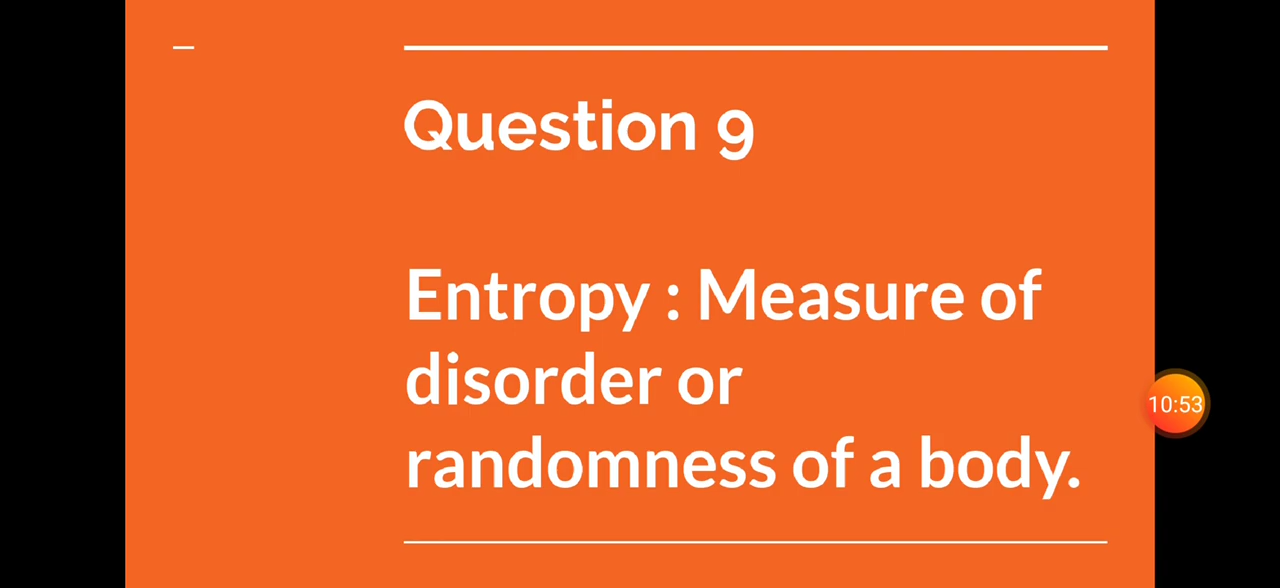 Question 9
Entropy : Measure of
disorder or
randomness of a body.
10:53